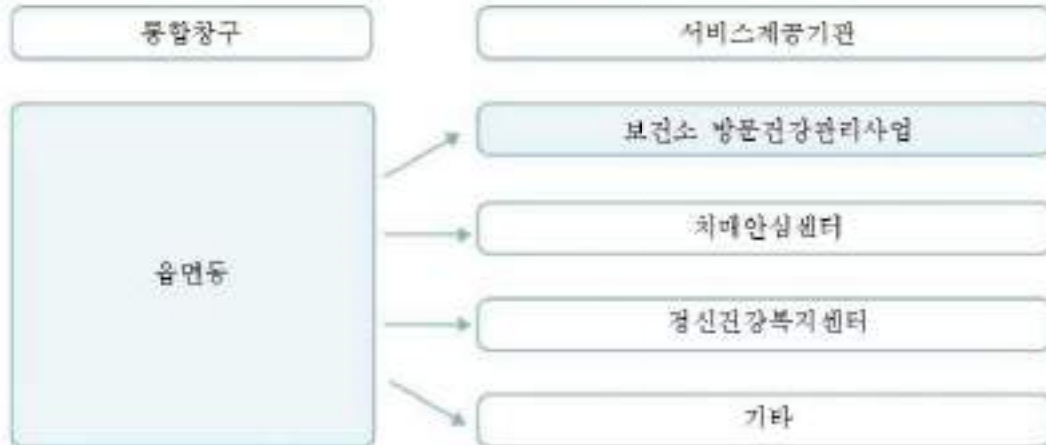 통합창구
서비스제공기관
읍면동
보건소 방문건강관리사업
치매안심센터
정신건강복지센터
기타